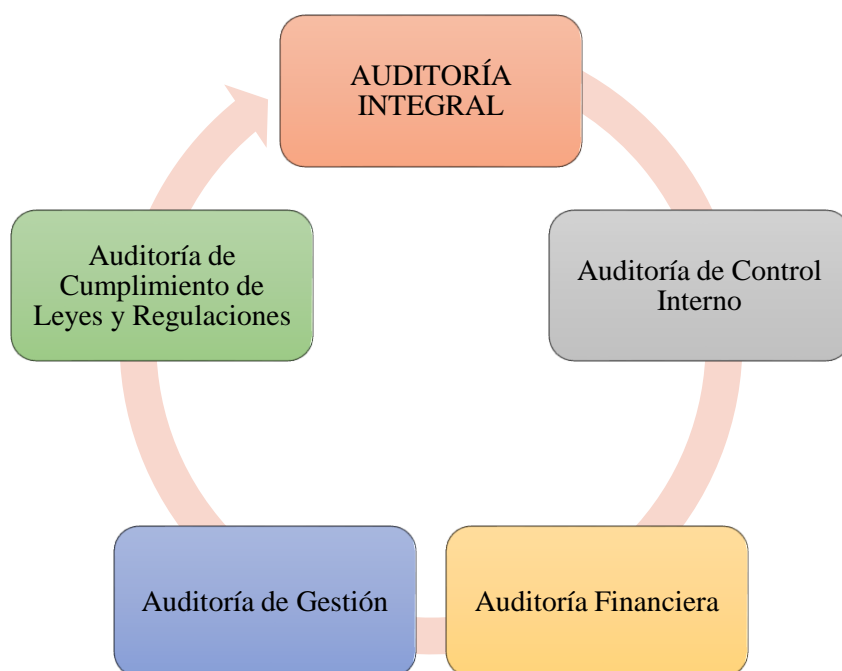 AUDITORÍA
INTEGRAL
Auditoría de Control
Interno
Auditoría Financiera
Auditoría de Gestión
Auditoría de
Cumplimiento de
Leyes y Regulaciones